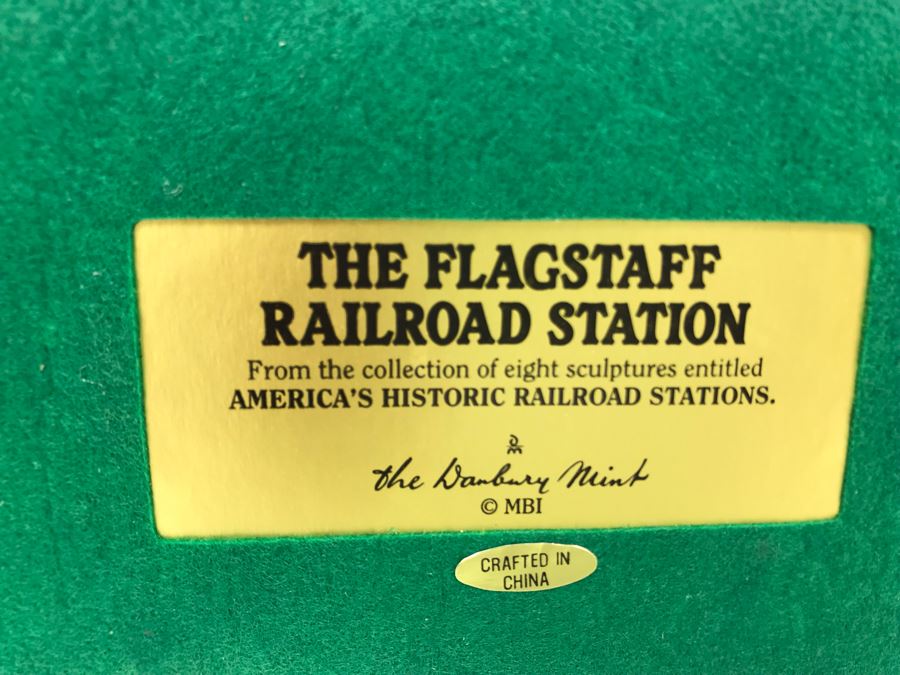 THE FLAGSTAFF
RAILROAD STATION
From the collection of eight sculptures entitled
AMERICA'S HISTORIC RAILROAD STATIONS.
DM
the Danbury Mint
© MBI
CRAFTED IN
CHINA